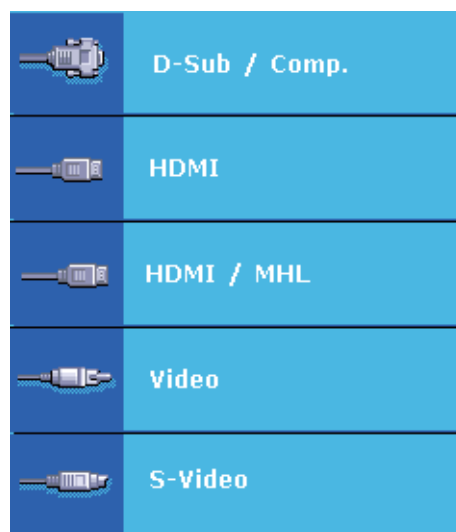 D-Sub / Comp.
HDMI
HDMI / MHL
Video
S-Video